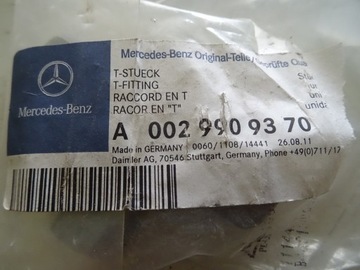 Mercedes-Benz Original-Teile
Mercedes-Benz
T-STUECK
T-FITTING
RACCORD EN T
RACOR EN "T"
A 002 990 93 70
Made in GERMANY 0060/1108/14441 26.08.11
Daimler AG, 70546 Stuttgart, Germany, Phone +49(0)711/17